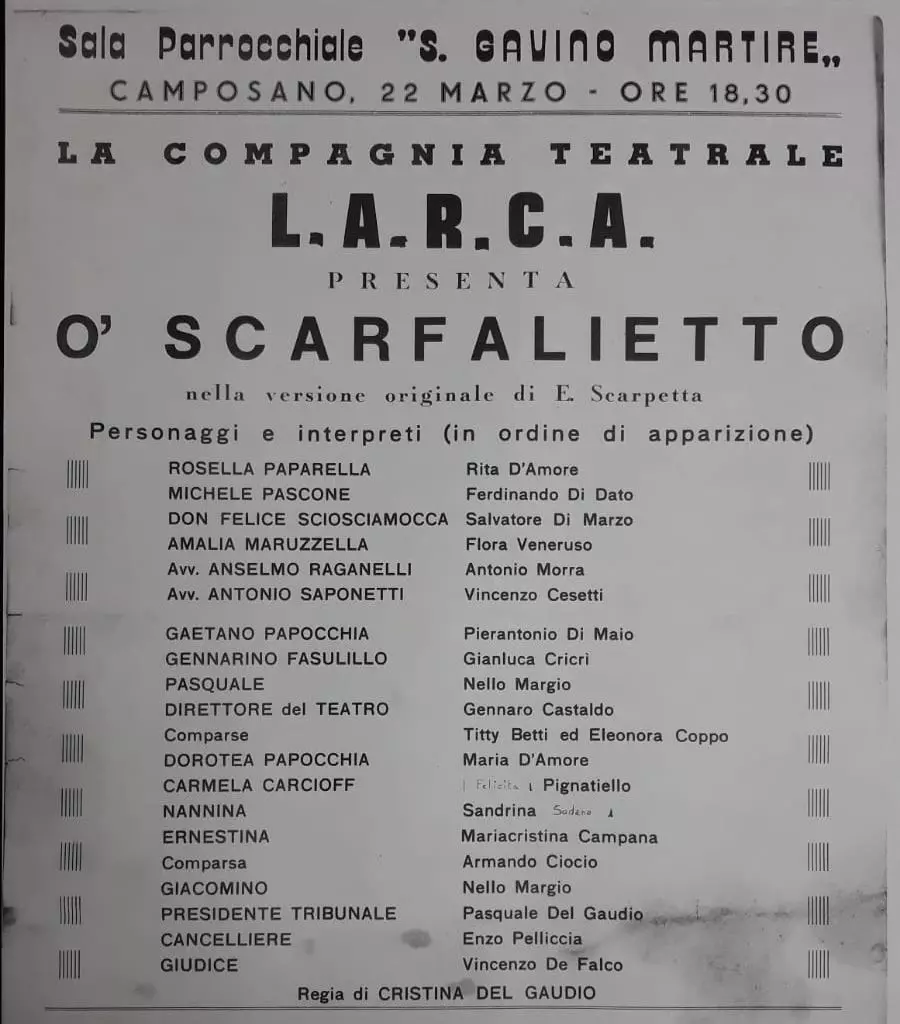 Sala Parrocchiale "S. GAVINO MARTIRE„
CAMPOSANO, 22 MARZO - ORE 18,30
LA COMPAGNIA TEATRALE
L.A.R.C.A.
PRESENTA
O' SCARFALIETTO
nella versione originale di E. Scarpetta
Personaggi e interpreti (in ordine di apparizione)
ROSELLA PAPARELLA Rita D'Amore
MICHELE PASCONE Ferdinando Di Dato
DON FELICE SCIOSCIAMOCCA Salvatore Di Marzo
AMALIA MARUZZELLA Flora Veneruso
Avv. ANSELMO RAGANELLI Antonio Morra
Avv. ANTONIO SAPONETTI Vincenzo Cesetti
GAETANO PAPOCCHIA Pierantonio Di Maio
GENNARINO FASULILLO Gianluca Cricrì
PASQUALE Nello Margio
DIRETTORE del TEATRO Gennaro Castaldo
Comparse Titty Betti ed Eleonora Coppo
DOROTEA PAPOCCHIA Maria D'Amore
CARMELA CARCIOFF Felicita Pignatiello
NANNINA Sandrina Sodano
ERNESTINA Mariacristina Campana
Comparsa Armando Ciocio
GIACOMINO Nello Margio
PRESIDENTE TRIBUNALE Pasquale Del Gaudio
CANCELLIERE Enzo Pelliccia
GIUDICE Vincenzo De Falco
Regia di CRISTINA DEL GAUDIO